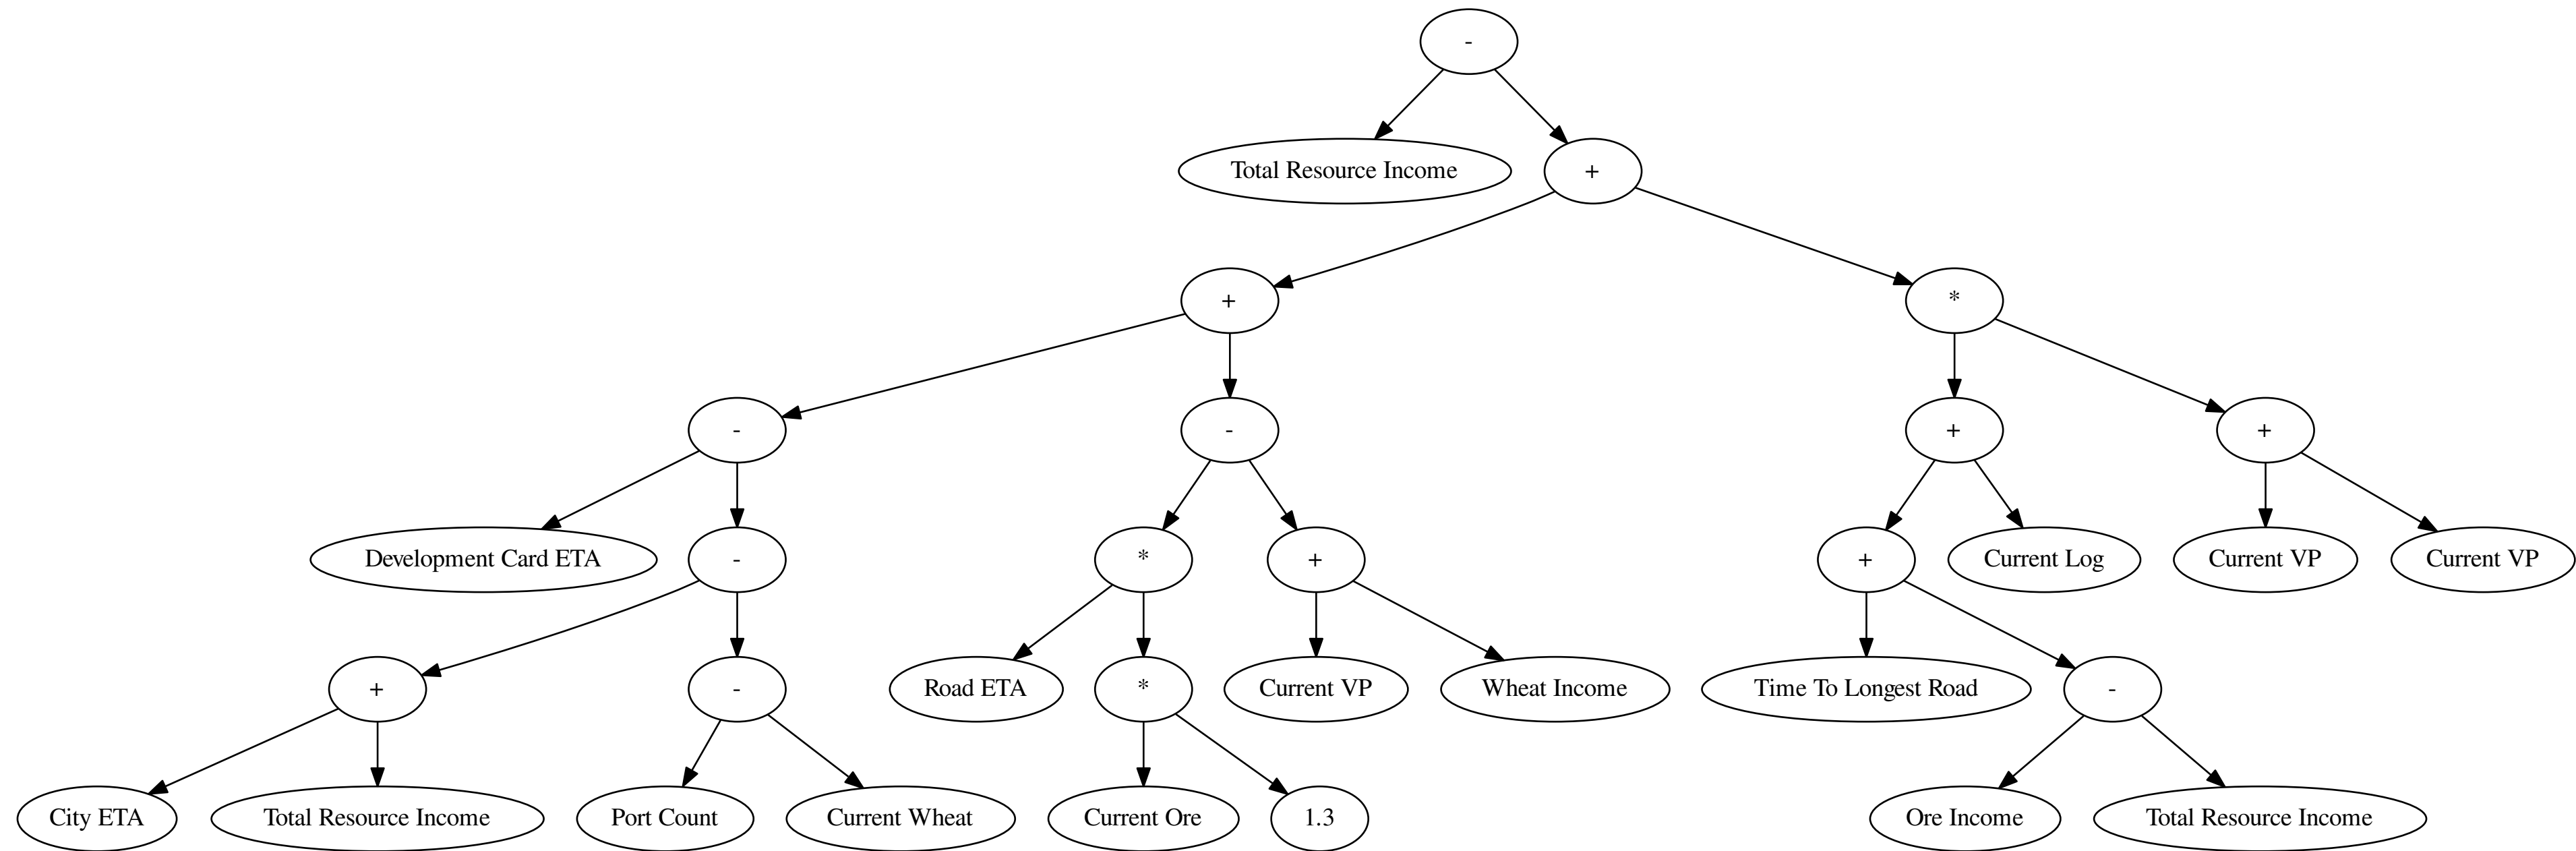 -
Total Resource Income
+
+
*
-
-
+
+
Development Card ETA
-
*
+
+
Current Log
Current VP
Current VP
+
-
Road ETA
*
Current VP
Wheat Income
Time To Longest Road
-
City ETA
Total Resource Income
Port Count
Current Wheat
Current Ore
1.3
Ore Income
Total Resource Income